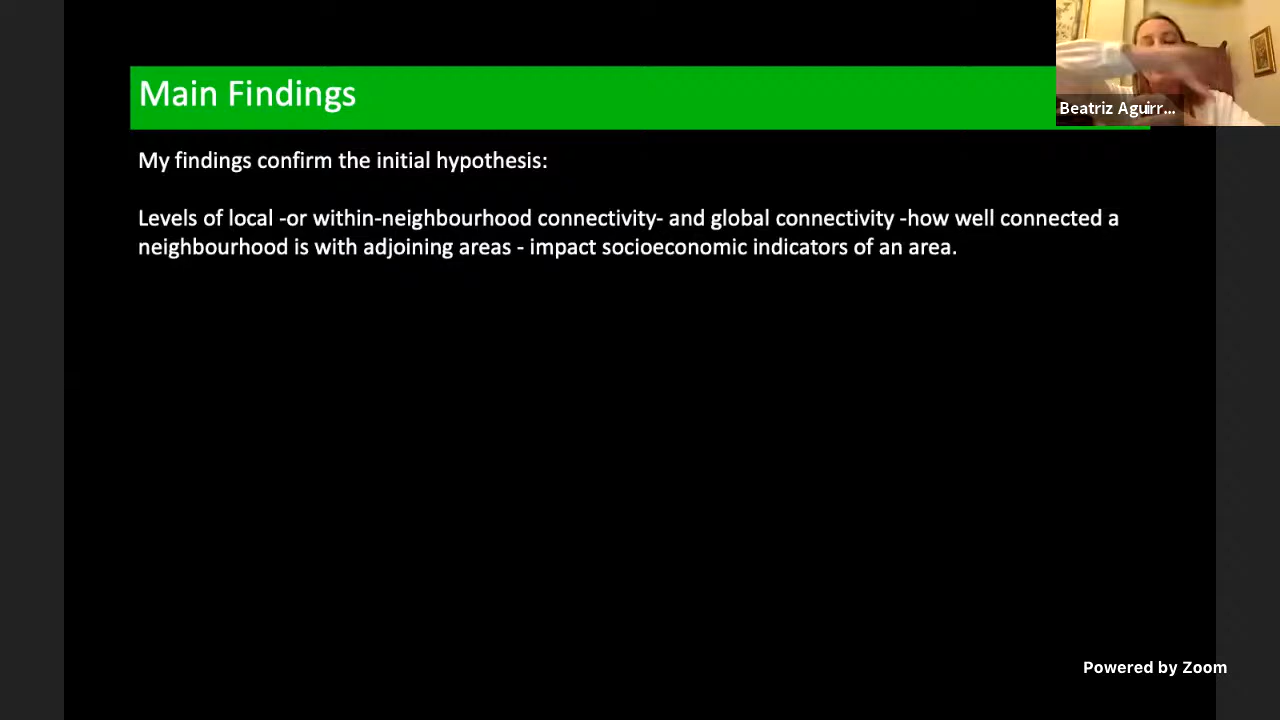 Main Findings
Beatriz Aguirr...
My findings confirm the initial hypothesis:
Levels of local -or within-neighbourhood connectivity- and global connectivity -how well connected a
neighbourhood is with adjoining areas - impact socioeconomic indicators of an area.
Powered by Zoom